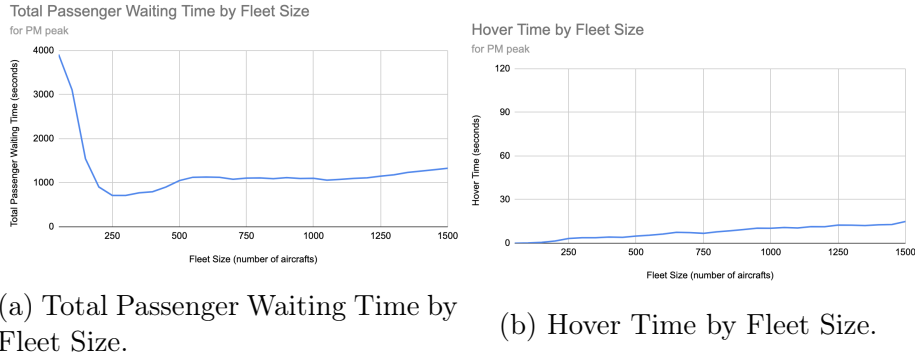 Total Passenger Waiting Time by Fleet Size
for PM peak
Total Passenger Waiting Time (seconds)
4000
3000
2000
1000
0
250
500
750
1000
1250
1500
Fleet Size (number of aircrafts)
(a) Total Passenger Waiting Time by
Fleet Size.
Hover Time by Fleet Size
for PM peak
Hover Time (seconds)
120
90
60
30
0
250
500
750
1000
1250
1500
Fleet Size (number of aircrafts)
(b) Hover Time by Fleet Size.